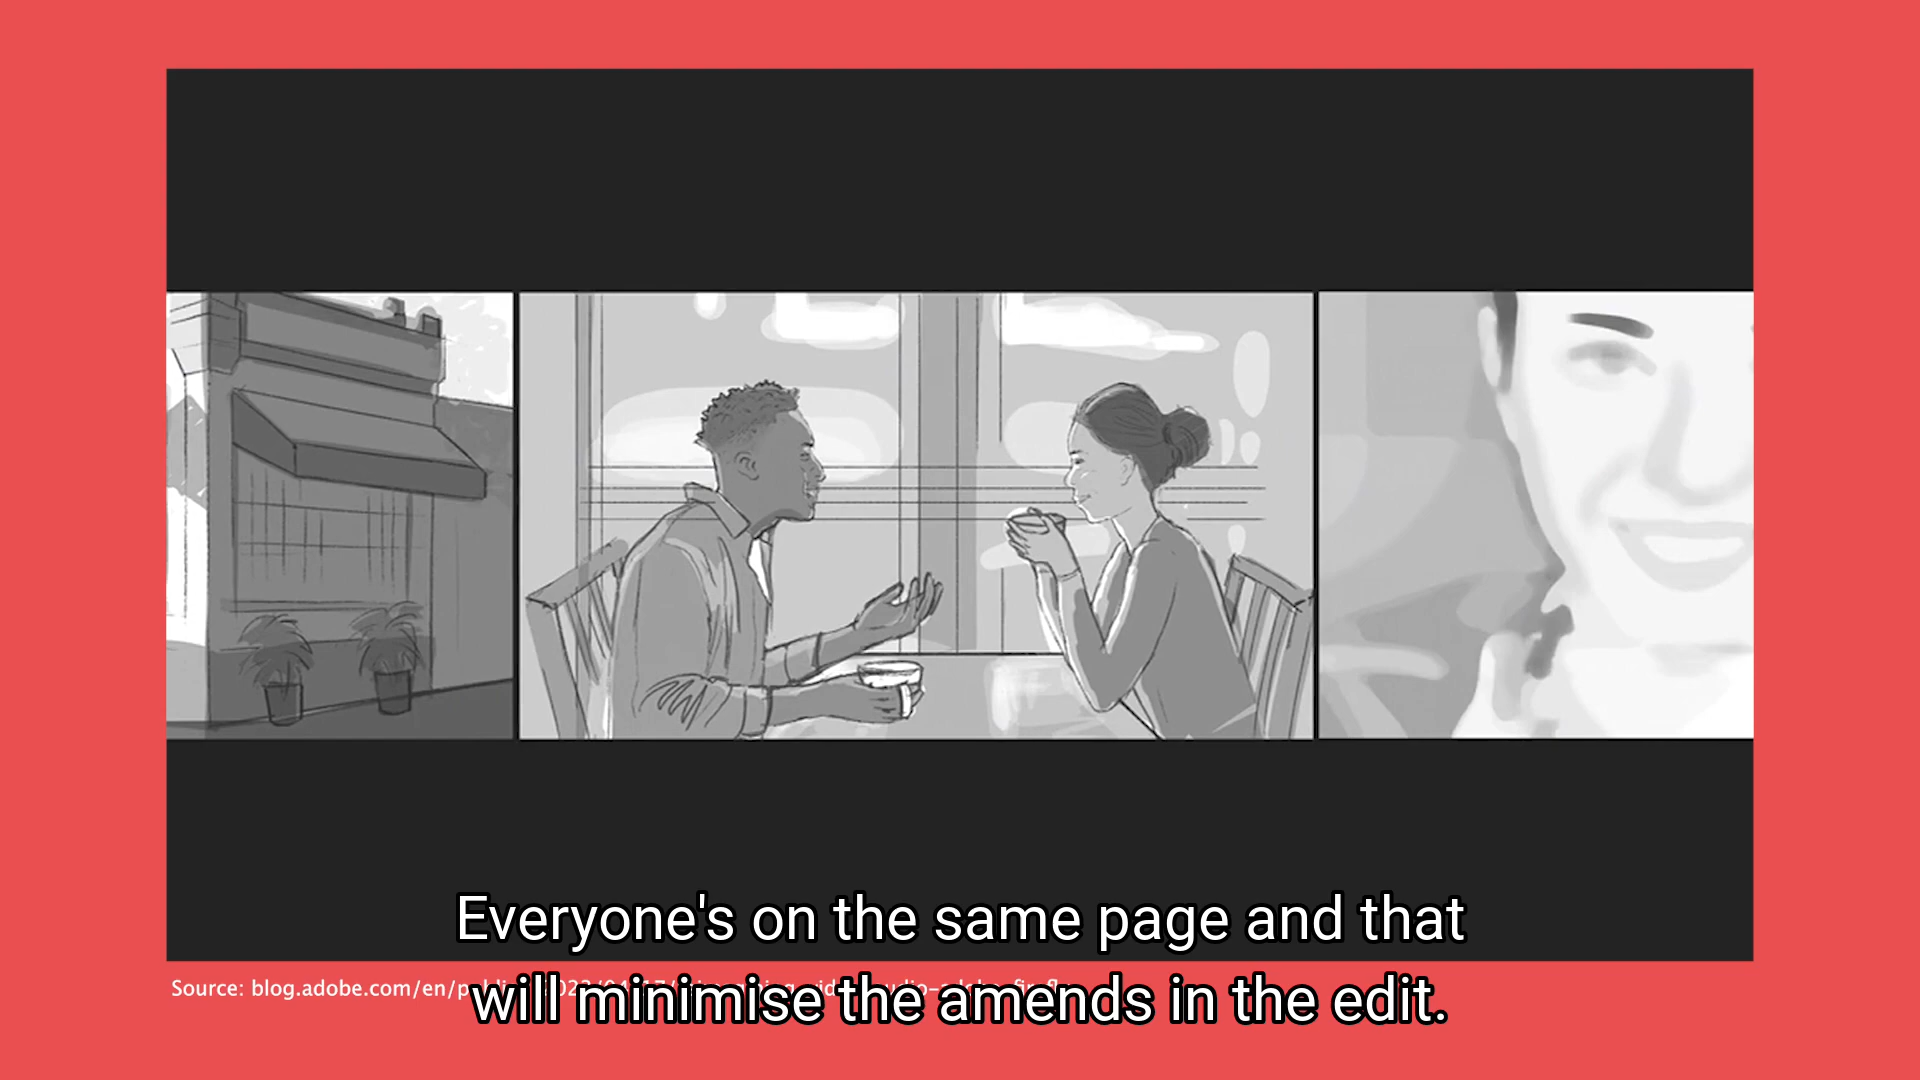 Everyone's on the same page and that
will minimise the amends in the edit.
Source: blog.adobe.com/en/